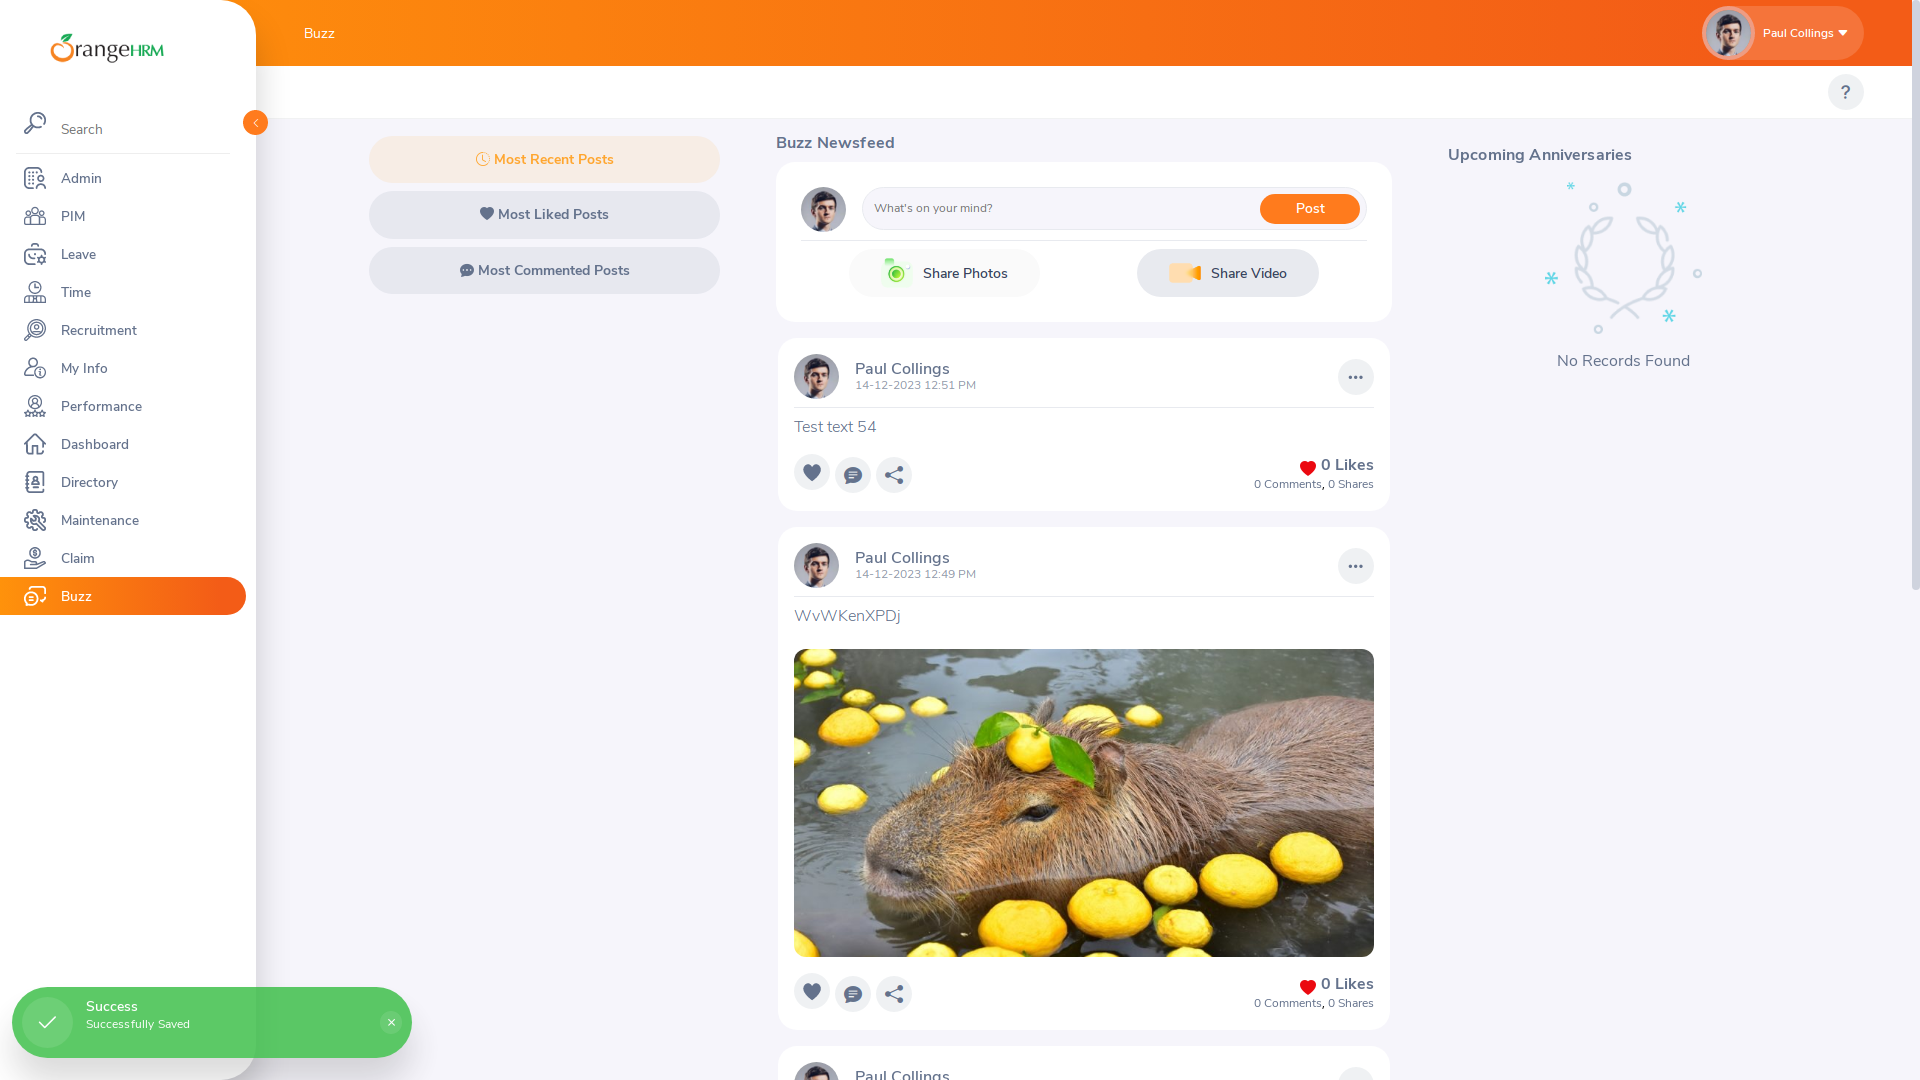 OrangeHRM
Search
Admin
PIM
Leave
Time
Recruitment
My Info
Performance
Dashboard
Directory
Maintenance
Claim
Buzz
Buzz
Paul Collings
?
Most Recent Posts
Most Liked Posts
Most Commented Posts
Buzz Newsfeed
What's on your mind?
Post
Share Photos
Share Video
Paul Collings
14-12-2023 12:51 PM
Test text 54
0 Likes
0 Comments, 0 Shares
Paul Collings
14-12-2023 12:49 PM
WvWKenXPDj
0 Likes
0 Comments, 0 Shares
Paul Collings
Upcoming Anniversaries
No Records Found
Success
Successfully Saved